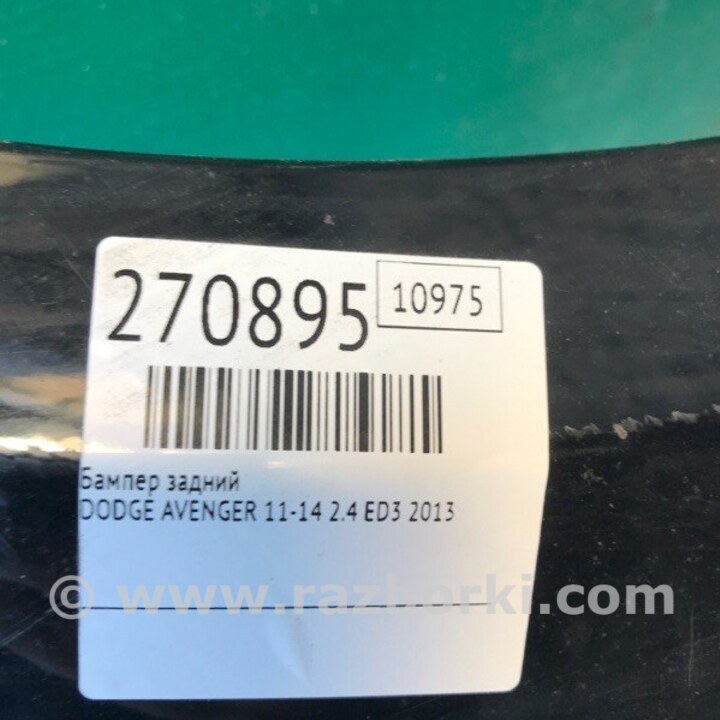 270895 10975
Бампер задний
DODGE AVENGER 11-14 2.4 ED3 2013
© www.razborki.com